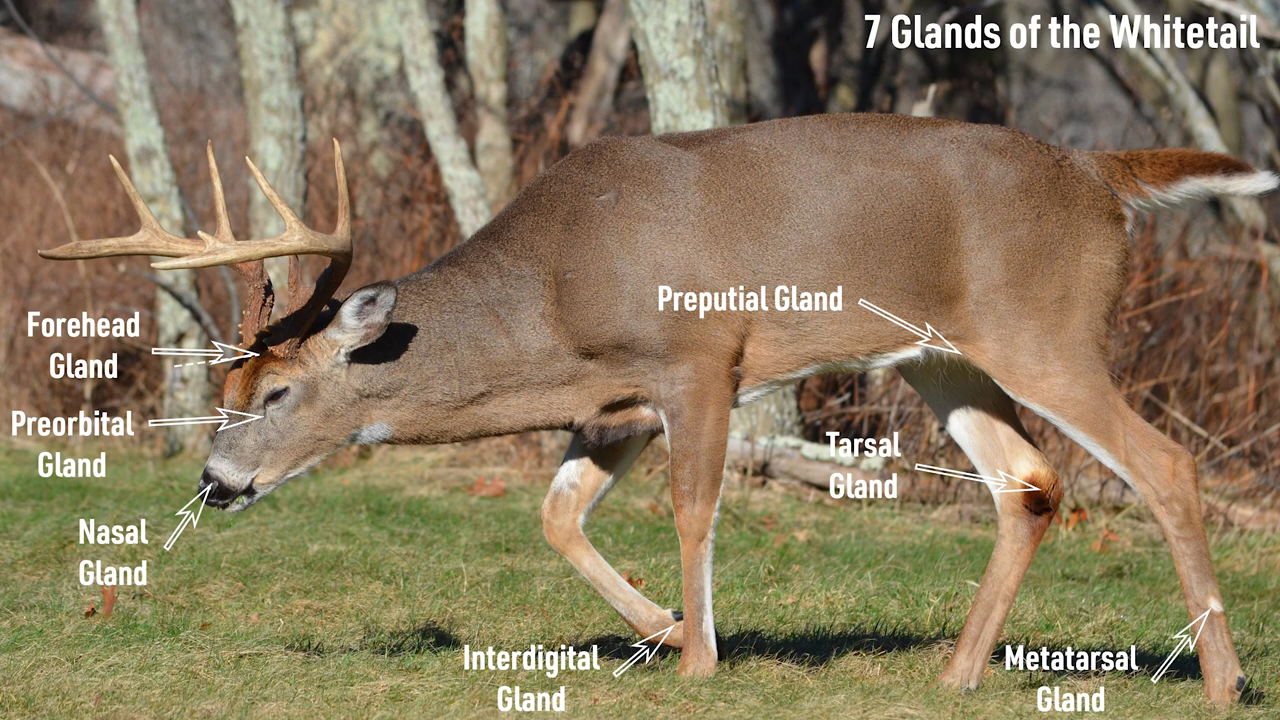 7 Glands of the Whitetail
Forehead
Gland
Preorbital
Gland
Nasal
Gland
Preputial Gland
Tarsal
Gland
Interdigital
Gland
Metatarsal
Gland